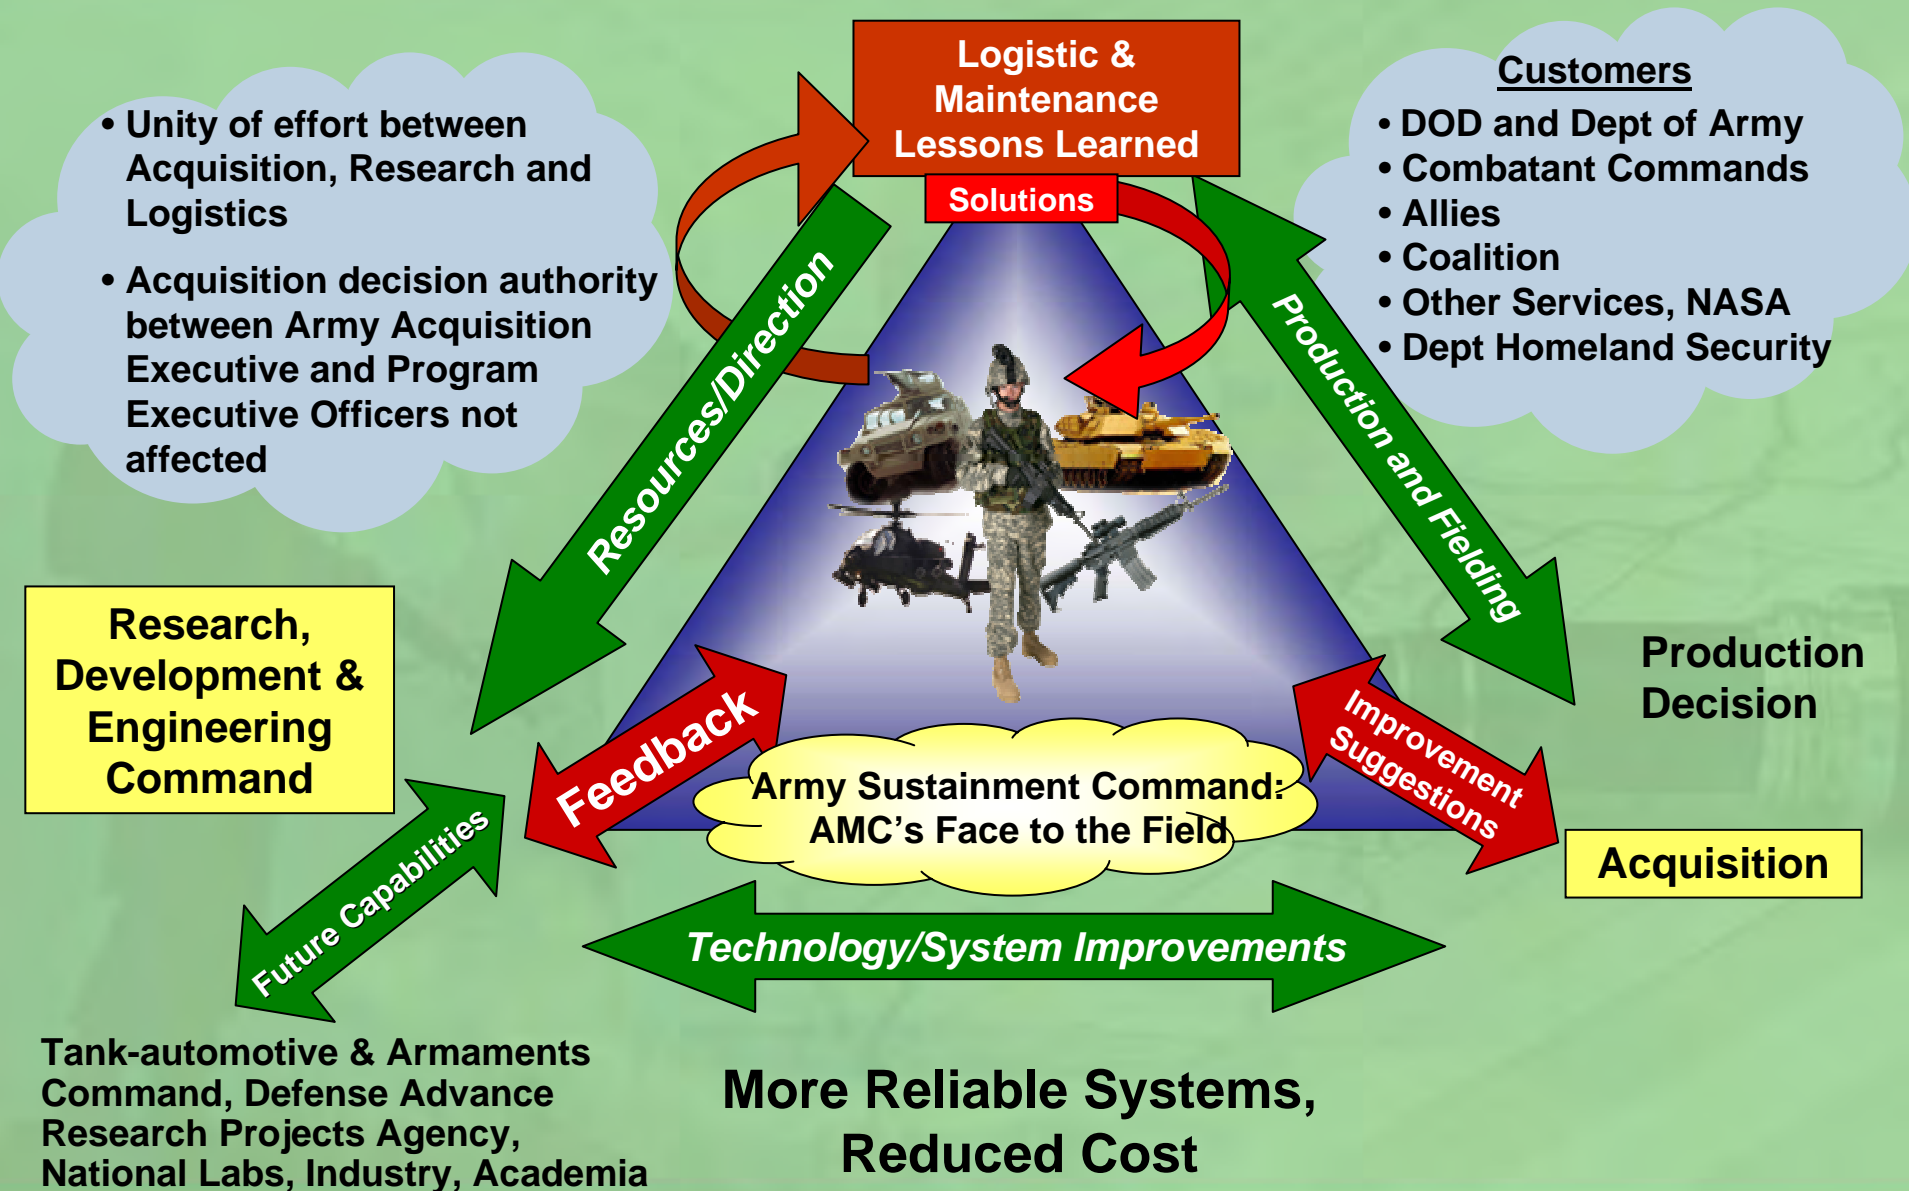 Logistic &
Maintenance
Lessons Learned
Solutions
• Unity of effort between
Acquisition, Research and
Logistics
• Acquisition decision authority
between Army Acquisition
Executive and Program
Executive Officers not
affected
Customers
• DOD and Dept of Army
• Combatant Commands
• Allies
• Coalition
• Other Services, NASA
• Dept Homeland Security
Resources/Direction
Production and Fielding
Research,
Development &
Engineering
Command
Production
Decision
Feedback
Improvement
Suggestions
Army Sustainment Command:
AMC's Face to the Field
Acquisition
Future Capabilities
Technology/System Improvements
Tank-automotive & Armaments
Command, Defense Advance
Research Projects Agency,
National Labs, Industry, Academia
More Reliable Systems,
Reduced Cost